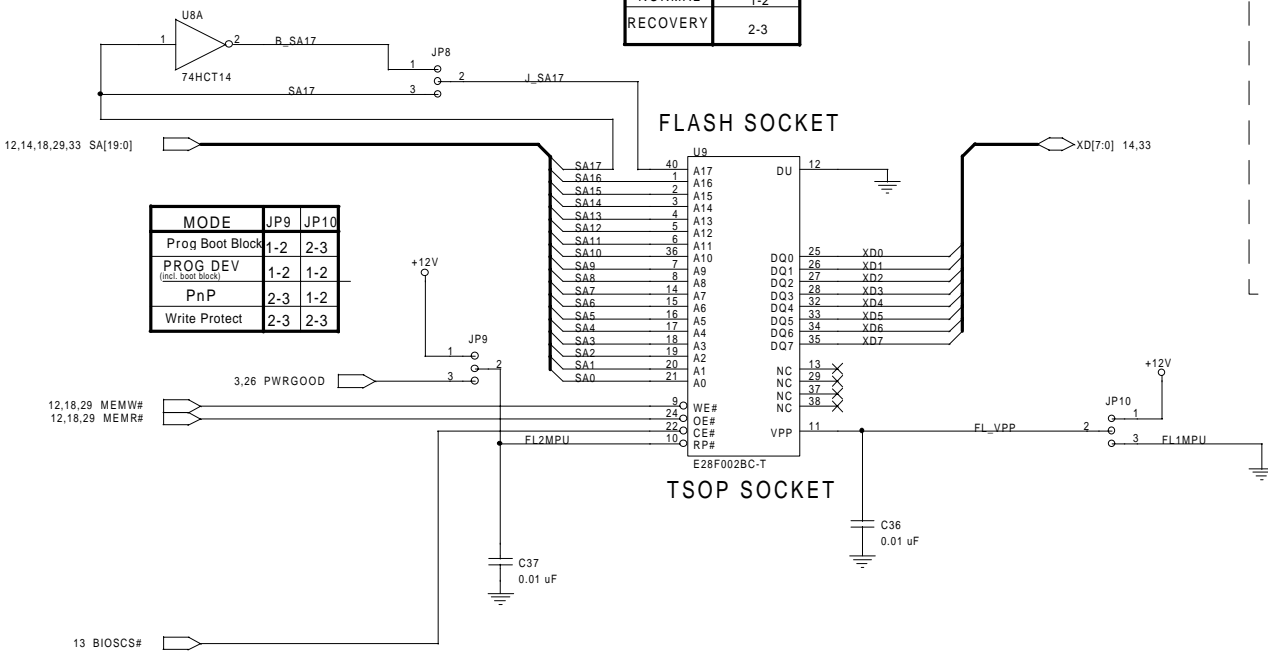 NORMAL 1-2
RECOVERY 2-3
U8A
1 2 B_SA17
74HCT14
JP8
1
2 J_SA17
SA17 3
FLASH SOCKET
12,14,18,29,33 SA[19:0]
XD[7:0] 14,33
U9
SA17 40 A17
SA16 1 A16
SA15 2 A15
SA14 3 A14
SA13 4 A13
SA12 5 A12
SA11 6 A11
SA10 36 A10
SA9 7 A9
SA8 8 A8
SA7 14 A7
SA6 15 A6
SA5 16 A5
SA4 17 A4
SA3 18 A3
SA2 19 A2
SA1 20 A1
SA0 21 A0
9 WE#
24 OE#
22 CE#
10 RP#
DU 12
DQ0 25 XD0
DQ1 26 XD1
DQ2 27 XD2
DQ3 28 XD3
DQ4 32 XD4
DQ5 33 XD5
DQ6 34 XD6
DQ7 35 XD7
NC 13
NC 29
NC 37
NC 38
VPP 11
E28F002BC-T
TSOP SOCKET
MODE JP9 JP10
Prog Boot Block 1-2 2-3
PROG DEV (incl. boot block) 1-2 1-2
PnP 2-3 1-2
Write Protect 2-3 2-3
+12V
JP9
1
2
3
3,26 PWRGOOD
12,18,29 MEMW#
12,18,29 MEMR#
FL2MPU
FL_VPP
+12V
JP10
1
2
3 FL1MPU
C36
0.01 uF
C37
0.01 uF
13 BIOSCS#